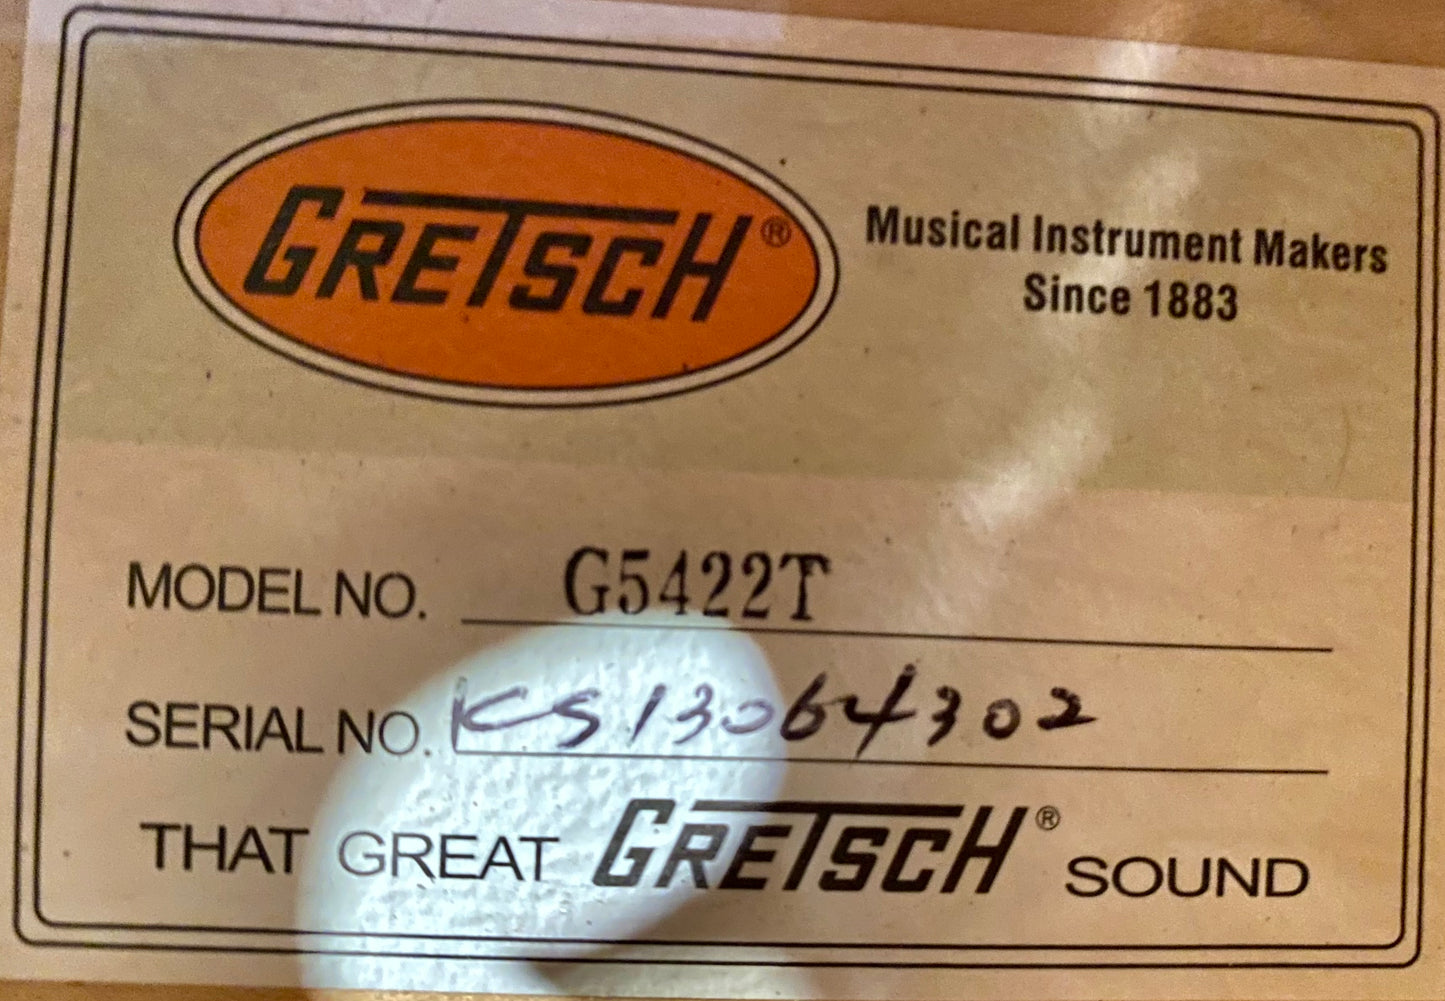 GRETSCH®
Musical Instrument Makers
Since 1883
MODEL NO. G5422T
SERIAL NO. KS13064302
THAT GREAT GRETSCH® SOUND